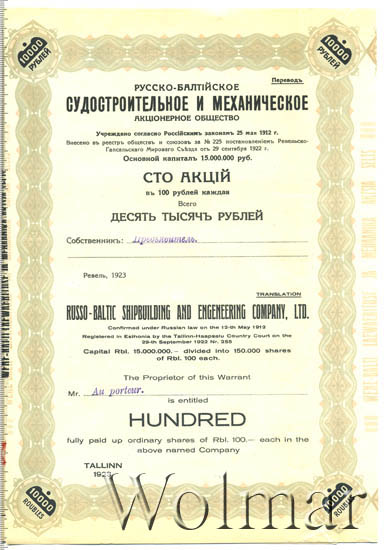 10000 РУБЛЕЙ
10000 РУБЛЕЙ
Переводъ.
РУССКО-БАЛТІЙСКОЕ
СУДОСТРОИТЕЛЬНОЕ И МЕХАНИЧЕСКОЕ
АКЦИОНЕРНОЕ ОБЩЕСТВО
Учреждено согласно Россійскимъ законамъ 25 мая 1912 г.
Внесено въ реестръ обществъ и союзовъ за № 225 постановленіемъ Ревельско-
Гапсальскаго Мирового Съѣзда отъ 29 сентября 1922 г.
Основной капиталъ 15.000.000 руб.
СТО АКЦІЙ
въ 100 рублей каждая
Всего
ДЕСЯТЬ ТЫСЯЧЪ РУБЛЕЙ
Собственникъ: Предъявитель.
Ревель, 1923
TRANSLATION
RUSSO-BALTIC SHIPBUILDING AND ENGENEERING COMPANY, LTD.
Confirmed under Russian law on the 12-th May 1912
Registered in Esthonia by the Tallinn-Haapsalu Country Court on the
29-th September 1922 Nr. 255
Capital Rbl. 15.000.000.— divided into 150.000 shares
of Rbl. 100 each.
The Proprietor of this Warrant
Mr. Au porteur.
is entitled
HUNDRED
fully paid up ordinary shares of Rbl. 100.— each in the
above named Company
TALLINN
1923
10000 ROUBLES
10000 ROUBLES
Wolmar